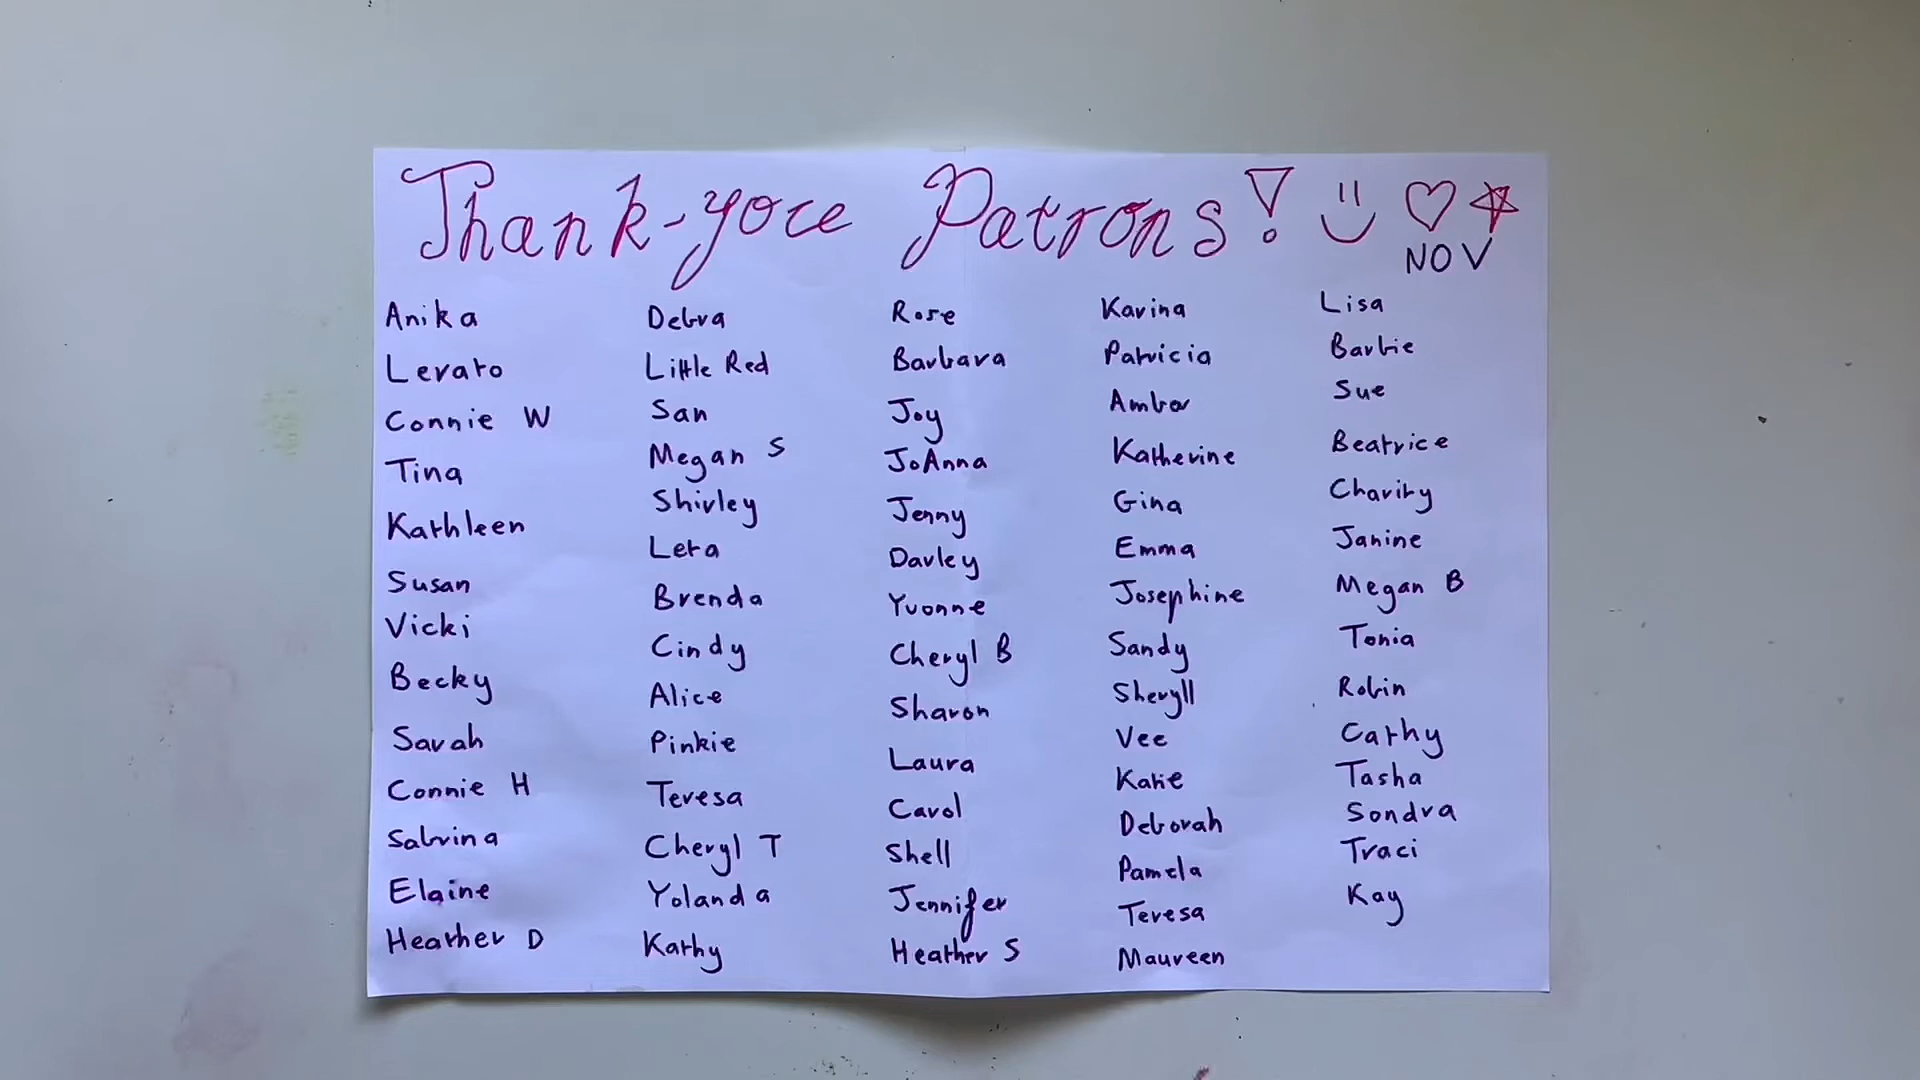 Thank-you Patrons!
NOV
Anika
Lerato
Connie W
Tina
Kathleen
Susan
Vicki
Becky
Sarah
Connie H
Sabrina
Elaine
Heather D
Debra
Little Red
San
Megan S
Shirley
Leta
Brenda
Cindy
Alice
Pinkie
Teresa
Cheryl T
Yolanda
Kathy
Rose
Barbara
Joy
JoAnna
Jenny
Darley
Yvonne
Cheryl B
Sharon
Laura
Carol
Shell
Jennifer
Heather S
Karina
Patricia
Amber
Katherine
Gina
Emma
Josephine
Sandy
Sheryll
Vee
Katie
Deborah
Pamela
Teresa
Maureen
Lisa
Barbie
Sue
Beatrice
Charity
Janine
Megan B
Tonia
Robin
Cathy
Tasha
Sondra
Traci
Kay